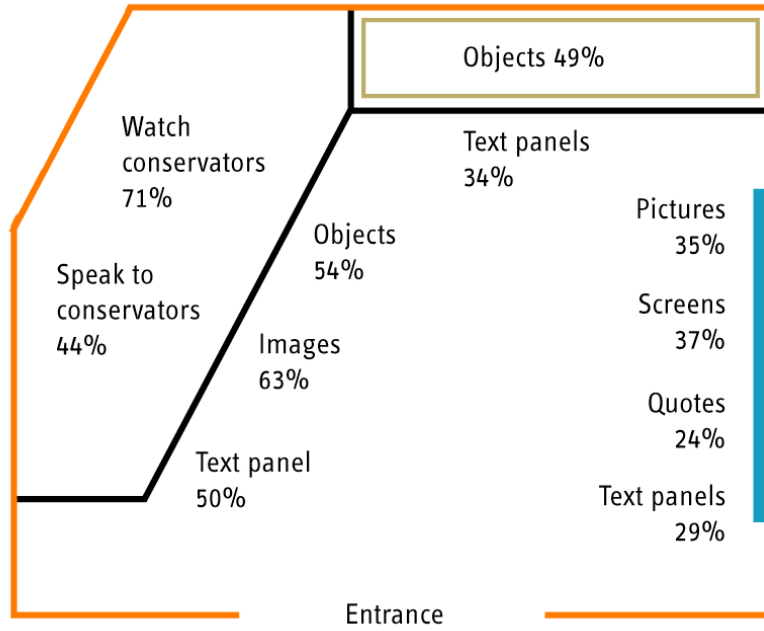 Objects 49%
Watch
conservators
71%
Text panels
34%
Pictures
35%
Objects
54%
Speak to
conservators
44%
Screens
37%
Images
63%
Quotes
24%
Text panel
50%
Text panels
29%
Entrance